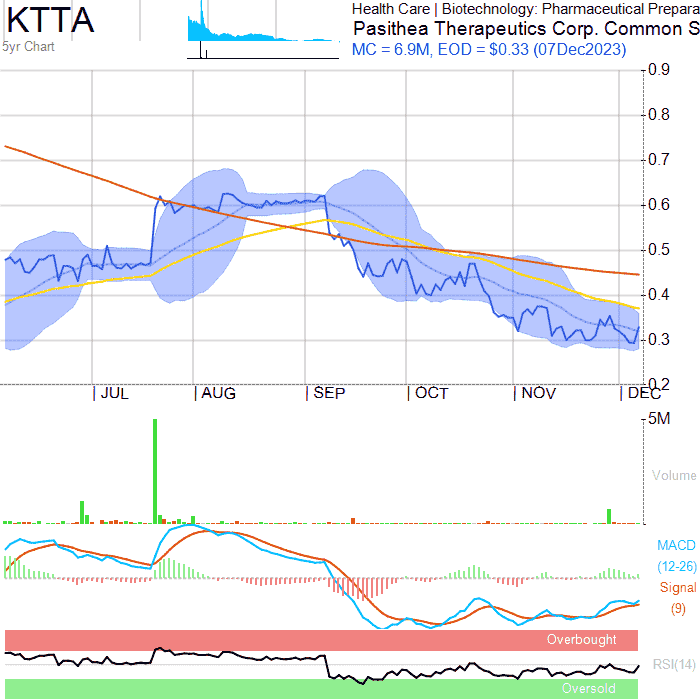 KTTA
5yr Chart
Health Care | Biotechnology: Pharmaceutical Prepara
Pasithea Therapeutics Corp. Common S
MC = 6.9M, EOD = $0.33 (07Dec2023)
0.9
0.8
0.7
0.6
0.5
0.4
0.3
0.2
JUL AUG SEP OCT NOV DEC
5M
Volume
MACD
(12-26)
Signal
(9)
Overbought
RSI(14)
Oversold